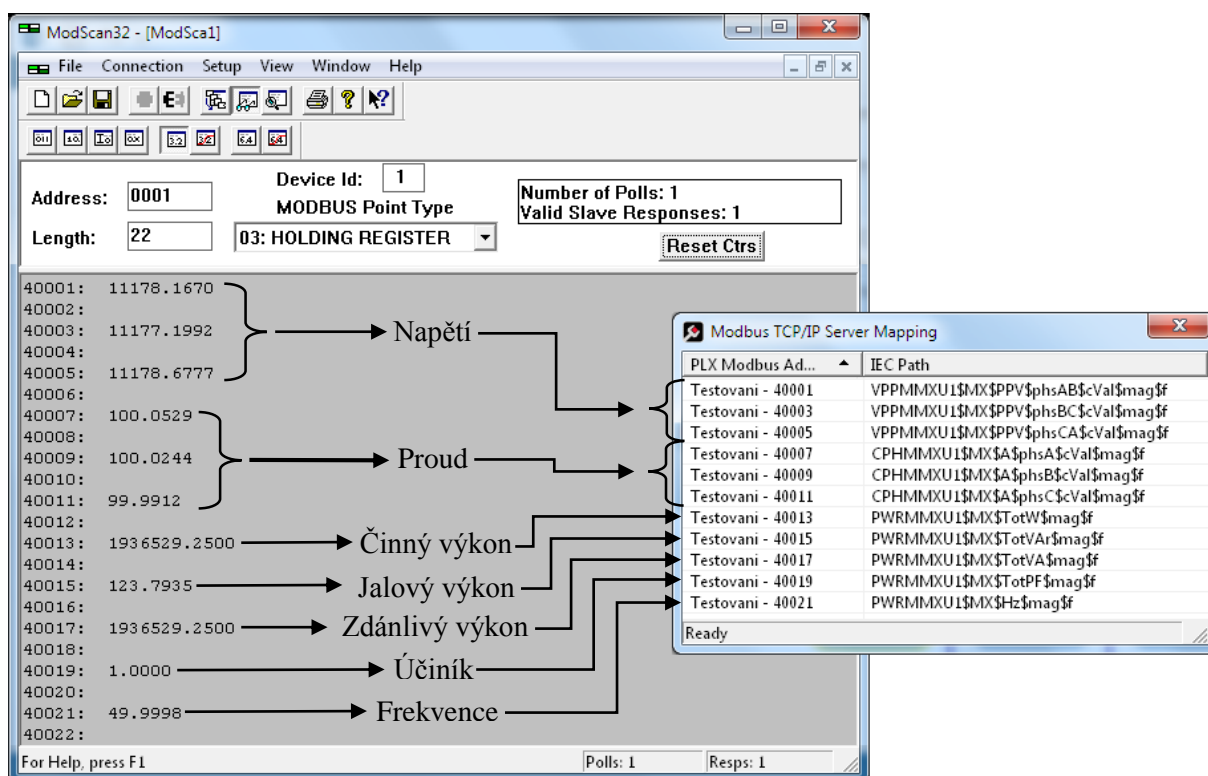 ModScan32 - [ModSca1]
File Connection Setup View Window Help
Address: 0001
Device Id: 1
MODBUS Point Type
Length: 22
03: HOLDING REGISTER
Number of Polls: 1
Valid Slave Responses: 1
Reset Ctrs
40001: 11178.1670
40002:
40003: 11177.1992
40004:
40005: 11178.6777
40006:
40007: 100.0529
40008:
40009: 100.0244
40010:
40011: 99.9912
40012:
40013: 1936529.2500
40014:
40015: 123.7935
40016:
40017: 1936529.2500
40018:
40019: 1.0000
40020:
40021: 49.9998
40022:
Napětí
Proud
Činný výkon
Jalový výkon
Zdánlivý výkon
Účiník
Frekvence
For Help, press F1
Polls: 1
Resps: 1
Modbus TCP/IP Server Mapping
PLX Modbus Ad... IEC Path
Testovani - 40001 VPPMMXU1$MX$PPV$phsAB$cVal$mag$f
Testovani - 40003 VPPMMXU1$MX$PPV$phsBC$cVal$mag$f
Testovani - 40005 VPPMMXU1$MX$PPV$phsCA$cVal$mag$f
Testovani - 40007 CPHMMXU1$MX$A$phsA$cVal$mag$f
Testovani - 40009 CPHMMXU1$MX$A$phsB$cVal$mag$f
Testovani - 40011 CPHMMXU1$MX$A$phsC$cVal$mag$f
Testovani - 40013 PWRMMXU1$MX$TotW$mag$f
Testovani - 40015 PWRMMXU1$MX$TotVAr$mag$f
Testovani - 40017 PWRMMXU1$MX$TotVA$mag$f
Testovani - 40019 PWRMMXU1$MX$TotPF$mag$f
Testovani - 40021 PWRMMXU1$MX$Hz$mag$f
Ready